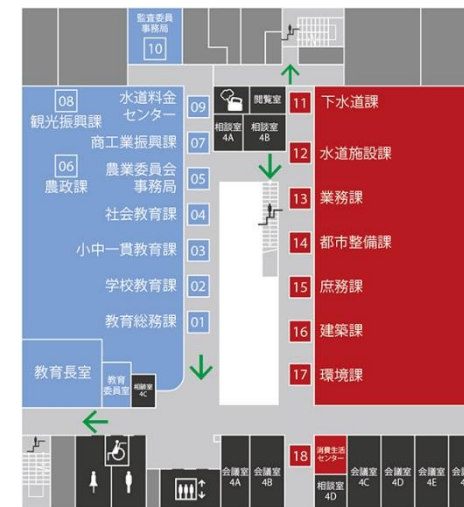 監査委員
事務局
10
08
観光振興課
水道料金
センター
09
商工業振興課
07
06
農政課
農業委員会
事務局
05
社会教育課
04
小中一貫教育課
03
学校教育課
02
教育総務課
01
教育長室
教育
委員室
相談室
4C
閲覧室
相談室
4A
相談室
4B
11
下水道課
12
水道施設課
13
業務課
14
都市整備課
15
庶務課
16
建築課
17
環境課
18
消費生活
センター
相談室
4D
会議室
4A
会議室
4B
会議室
4C
会議室
4D
会議室
4E